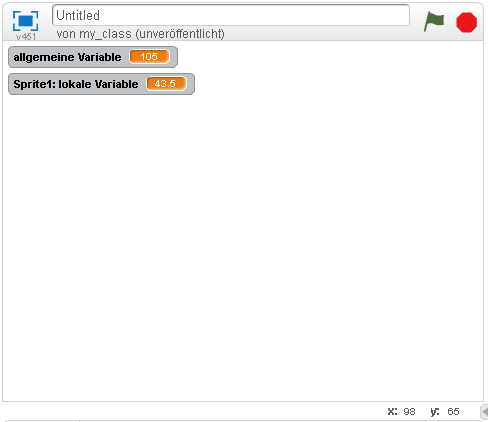 Untitled
von my_class (unveröffentlicht)
v461
allgemeine Variable 105
Sprite1: lokale Variable 43.5
x: 98 y: 65